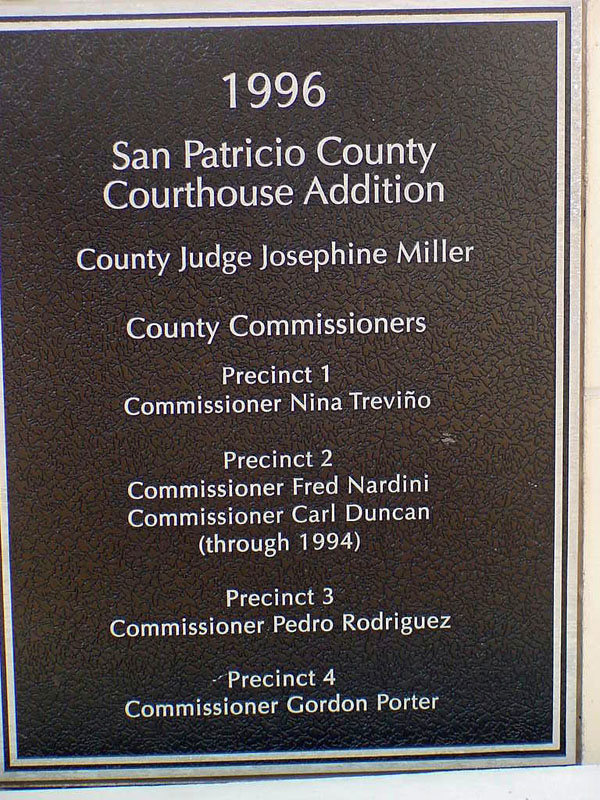 1996
San Patricio County
Courthouse Addition
County Judge Josephine Miller
County Commissioners
Precinct 1
Commissioner Nina Treviño
Precinct 2
Commissioner Fred Nardini
Commissioner Carl Duncan
(through 1994)
Precinct 3
Commissioner Pedro Rodriguez
Precinct 4
Commissioner Gordon Porter